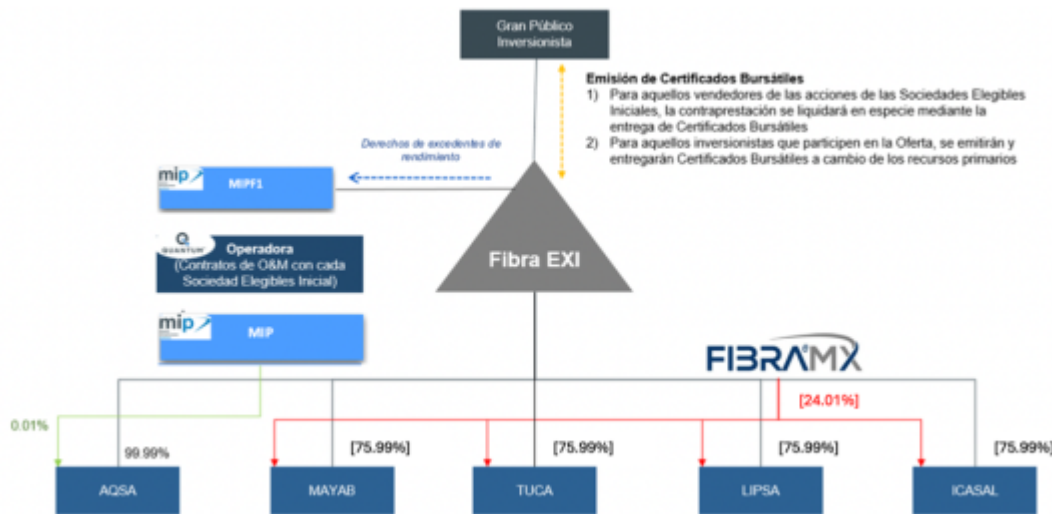 Gran Público
Inversionista
Emisión de Certificados Bursátiles
1) Para aquellos vendedores de las acciones de las Sociedades Elegibles
Iniciales, la contraprestación se liquidará en especie mediante la
entrega de Certificados Bursátiles
2) Para aquellos inversionistas que participen en la Oferta, se emitirán y
entregarán Certificados Bursátiles a cambio de los recursos primarios
Derechos de excedentes de
rendimiento
mip
MIPF1
Fibra EXI
QUANTUM
Operadora
(Contratos de O&M con cada
Sociedad Elegibles Inicial)
mip
MIP
FIBRA MX
[24.01%]
0.01%
99.99%
[75.99%]
[75.99%]
[75.99%]
[75.99%]
AQSA
MAYAB
TUCA
LIPSA
ICASAL